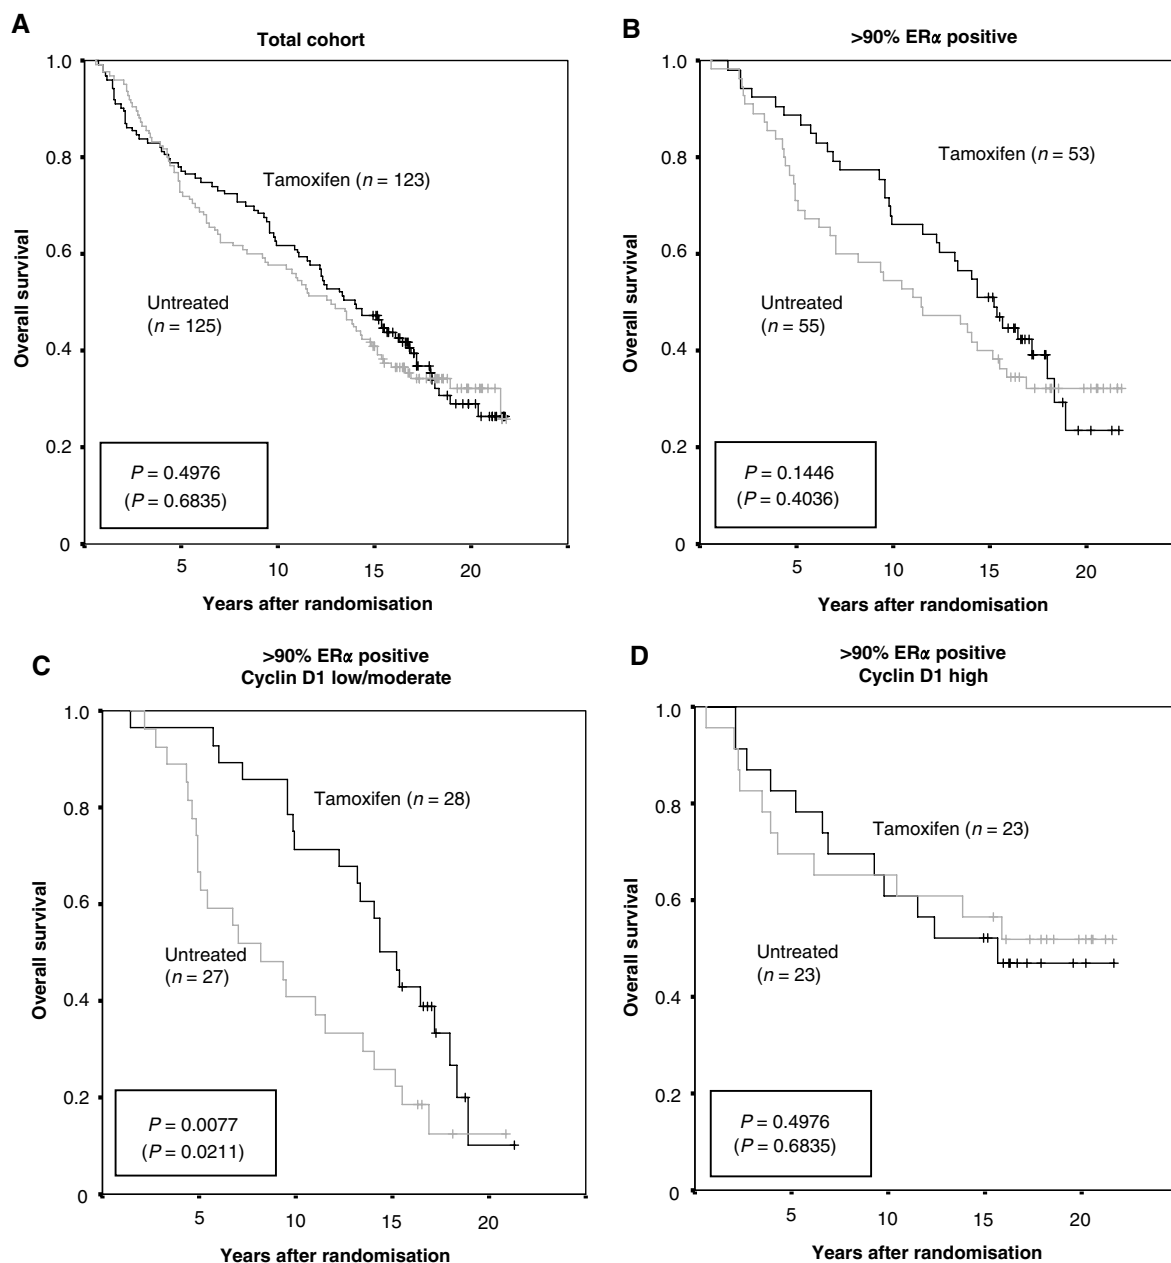 A
Total cohort
1.0
0.8
0.6
0.4
0.2
0
Overall survival
Tamoxifen (n = 123)
Untreated
(n = 125)
P = 0.4976
(P = 0.6835)
5 10 15 20
Years after randomisation
B
>90% ERα positive
1.0
0.8
0.6
0.4
0.2
0
Overall survival
Tamoxifen (n = 53)
Untreated
(n = 55)
P = 0.1446
(P = 0.4036)
5 10 15 20
Years after randomisation
C
>90% ERα positive
Cyclin D1 low/moderate
1.0
0.8
0.6
0.4
0.2
0
Overall survival
Tamoxifen (n = 28)
Untreated
(n = 27)
P = 0.0077
(P = 0.0211)
5 10 15 20
Years after randomisation
D
>90% ERα positive
Cyclin D1 high
1.0
0.8
0.6
0.4
0.2
0
Overall survival
Tamoxifen (n = 23)
Untreated
(n = 23)
P = 0.4976
(P = 0.6835)
5 10 15 20
Years after randomisation